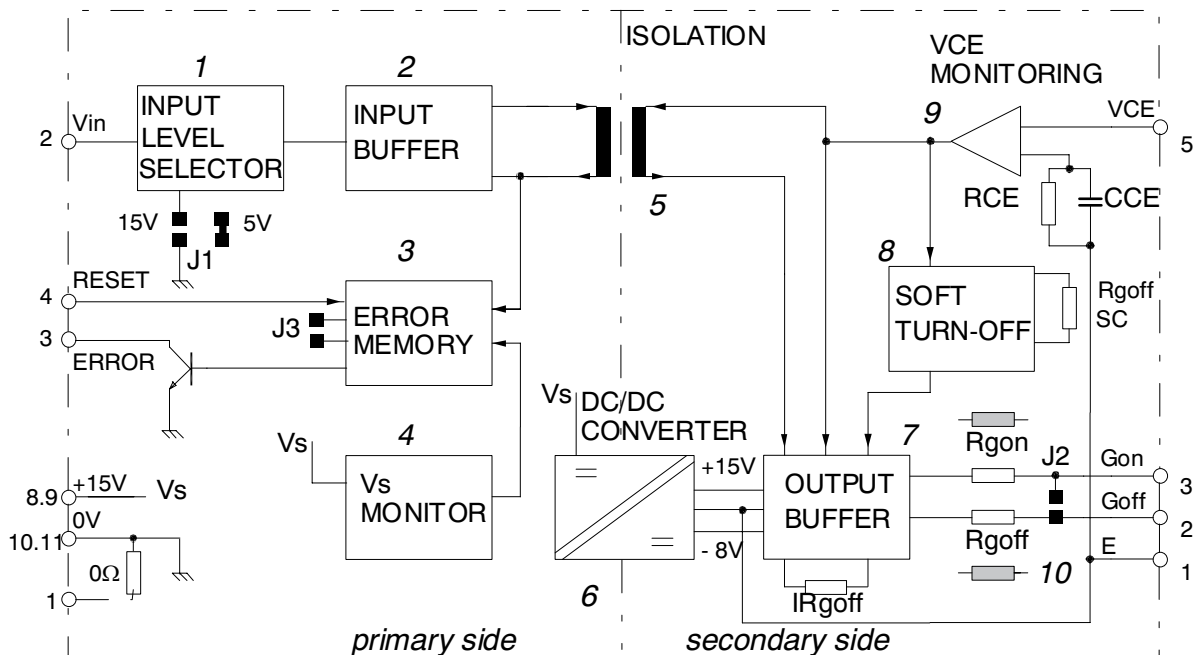 ISOLATION
VCE
MONITORING
1
2
INPUT
LEVEL
SELECTOR
INPUT
BUFFER
9
VCE
5
2
Vin
15V
5V
J1
5
RCE
CCE
3
8
RESET
4
J3
ERROR
MEMORY
SOFT
TURN-OFF
Rgoff
SC
3
ERROR
Vs
DC/DC
CONVERTER
4
7
Rgon
Vs
Vs
MONITOR
+15V
OUTPUT
BUFFER
J2
Gon
3
8.9
+15V
Vs
Goff
2
0V
10.11
- 8V
Rgoff
E
1
0Ω
1
6
IRgoff
10
primary side
secondary side